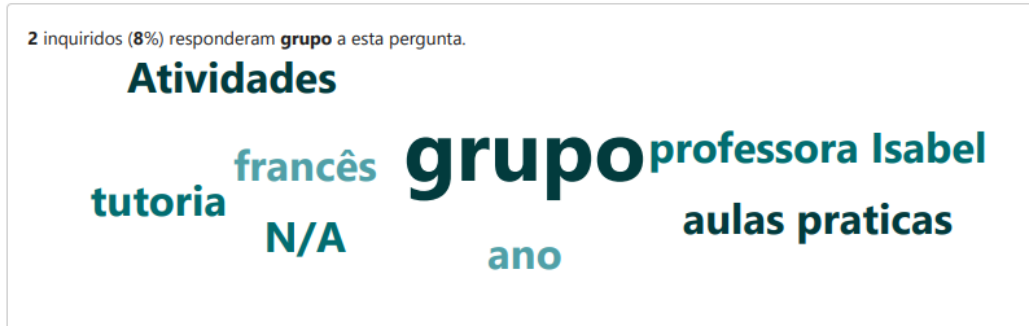 2 inquiridos (8%) responderam grupo a esta pergunta.
Atividades
grupo
professora Isabel
francês
tutoria
aulas praticas
N/A
ano